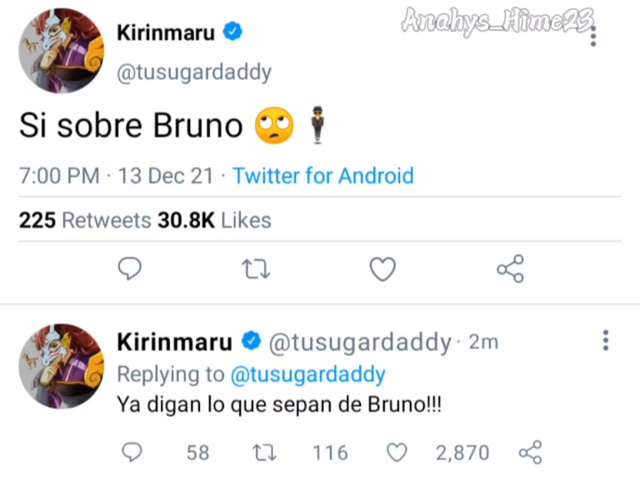 Anahys_Hime23
Kirinmaru
@tusugardaddy
Si sobre Bruno 🙄🕴️
7:00 PM · 13 Dec 21 · Twitter for Android
225 Retweets 30.8K Likes
Kirinmaru @tusugardaddy · 2m
Replying to @tusugardaddy
Ya digan lo que sepan de Bruno!!!
58 116 2,870